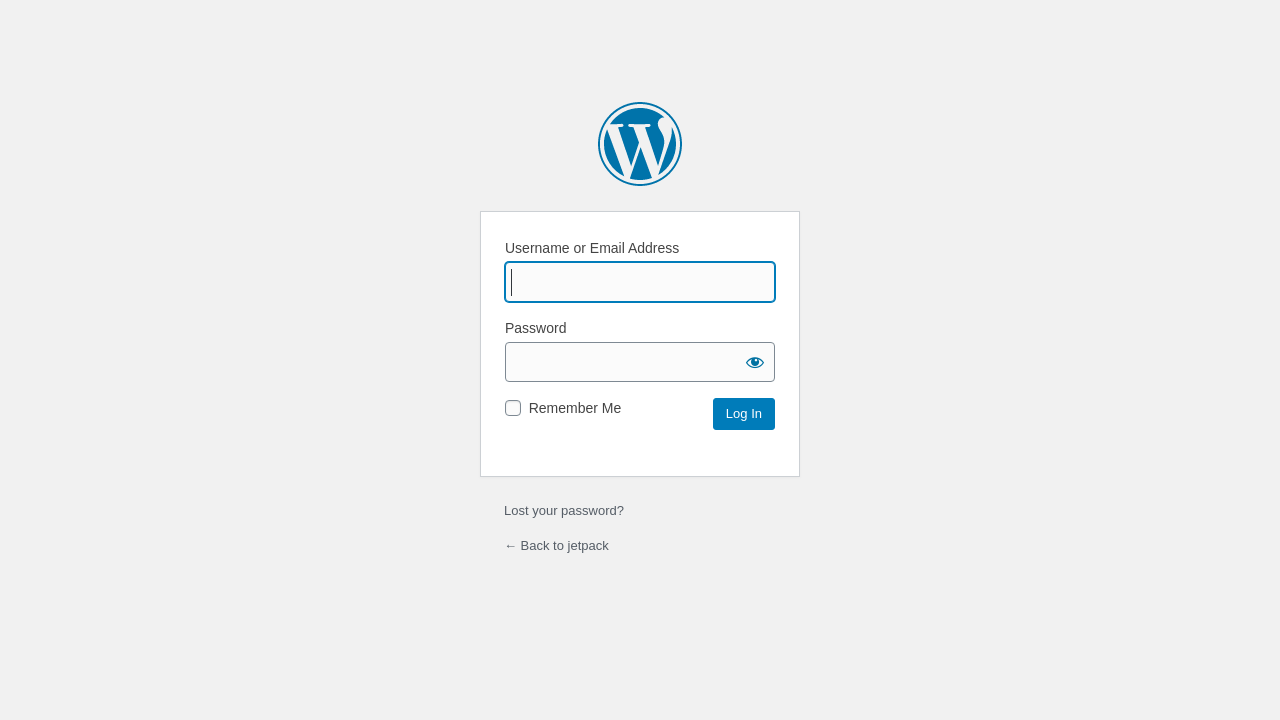 Username or Email Address
Password
Remember Me
Log In
Lost your password?
← Back to jetpack